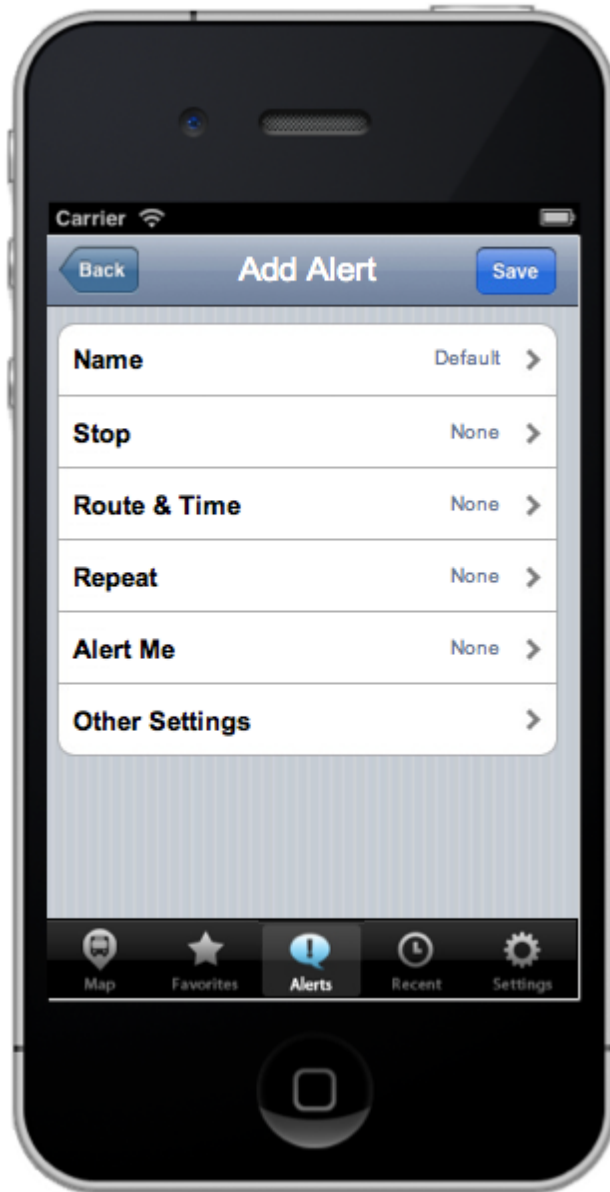 Carrier
Back Add Alert Save
Name Default
Stop None
Route & Time None
Repeat None
Alert Me None
Other Settings
Map Favorites Alerts Recent Settings